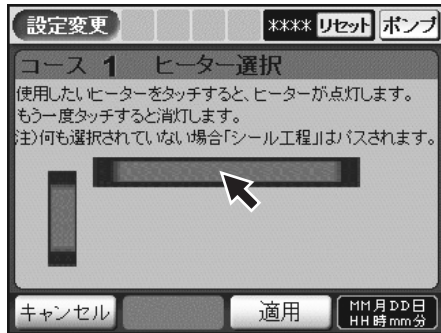 設定変更 **** リセット ポンプ
コース 1 ヒーター選択
使用したいヒーターをタッチすると、ヒーターが点灯します。
もう一度タッチすると消灯します。
注)何も選択されていない場合「シール工程」はパスされます。
キャンセル 適用 MM月DD日
HH時mm分